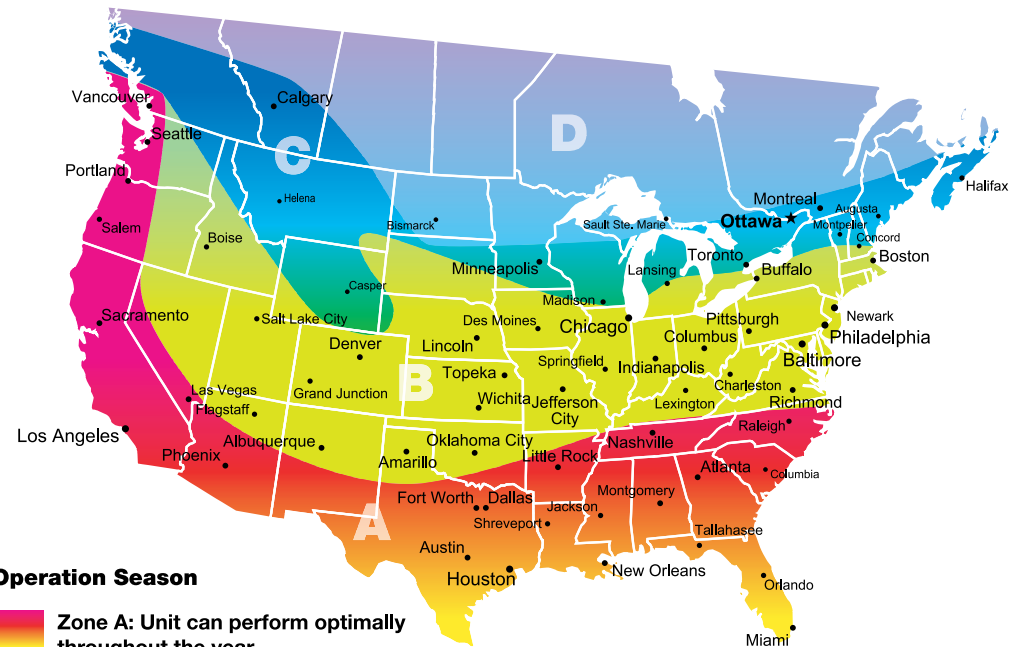 Vancouver
Calgary
Seattle
D
C
Portland
Helena
Montreal
Halifax
Augusta
Salem
Bismarck
Sault Ste. Marie
Ottawa
Montpelier
Boise
Concord
Toronto
Boston
Minneapolis
Lansing
Buffalo
Casper
Madison
Sacramento
Salt Lake City
Des Moines
Chicago
Pittsburgh
Newark
Denver
Lincoln
Columbus
Philadelphia
Springfield
Indianapolis
Baltimore
Topeka
B
Grand Junction
Charleston
Las Vegas
Wichita
Jefferson
City
Lexington
Richmond
Flagstaff
Raleigh
Los Angeles
Albuquerque
Oklahoma City
Nashville
Phoenix
Amarillo
Little Rock
Atlanta
Columbia
Fort Worth
Dallas
Montgomery
Jackson
A
Shreveport
Tallahasee
Austin
Houston
New Orleans
Orlando
Miami
Operation Season
Zone A: Unit can perform optimally
throughout the year